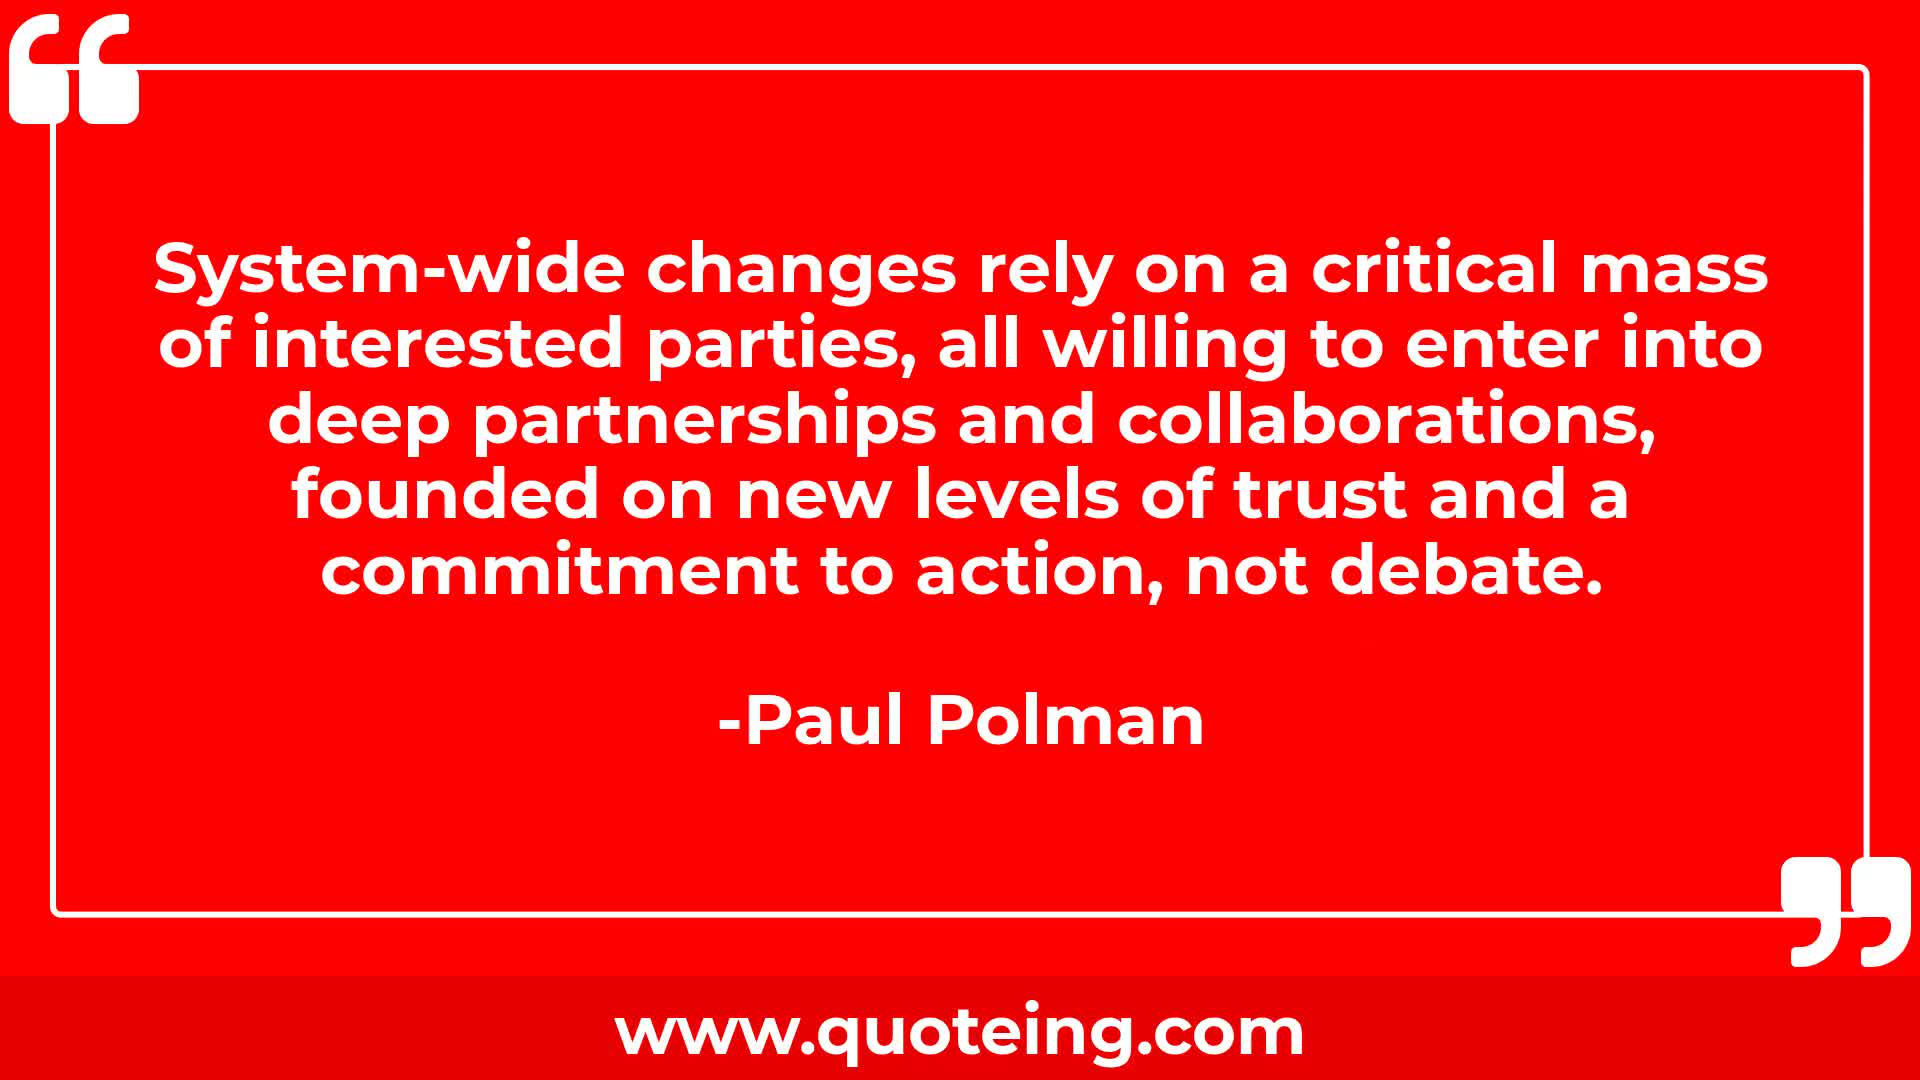 System-wide changes rely on a critical mass
of interested parties, all willing to enter into
deep partnerships and collaborations,
founded on new levels of trust and a
commitment to action, not debate.
-Paul Polman
www.quoteing.com